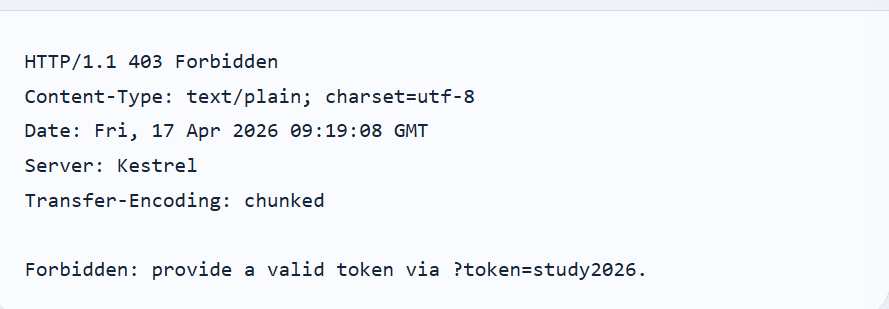 HTTP/1.1 403 Forbidden
Content-Type: text/plain; charset=utf-8
Date: Fri, 17 Apr 2026 09:19:08 GMT
Server: Kestrel
Transfer-Encoding: chunked

Forbidden: provide a valid token via ?token=study2026.